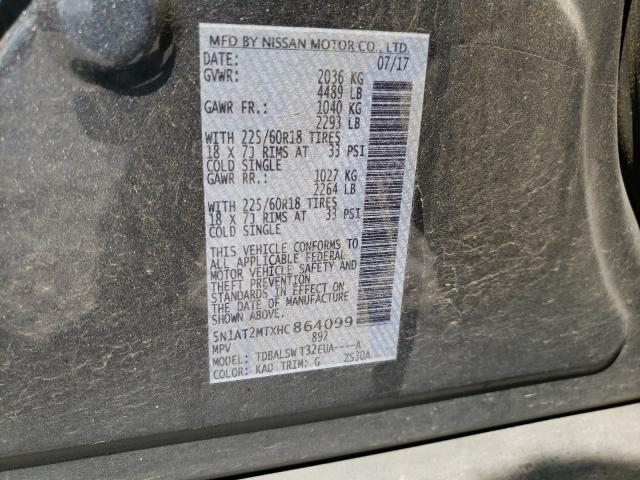 MFD BY NISSAN MOTOR CO., LTD.
DATE: 07/17
GVWR: 2036 KG
4489 LB
GAWR FR.: 1040 KG
2293 LB
WITH 225/60R18 TIRES
18 X 7J RIMS AT 33 PSI
COLD SINGLE
GAWR RR.: 1027 KG
2264 LB
WITH 225/60R18 TIRES
18 X 7J RIMS AT 33 PSI
COLD SINGLE
THIS VEHICLE CONFORMS TO
ALL APPLICABLE FEDERAL
MOTOR VEHICLE SAFETY AND
THEFT PREVENTION
STANDARDS IN EFFECT ON
THE DATE OF MANUFACTURE
SHOWN ABOVE.
5N1AT2MTXHC864099
MPV 892
MODEL: TDBALSW T32EUA----A
COLOR: KAD TRIM: G ZS30A